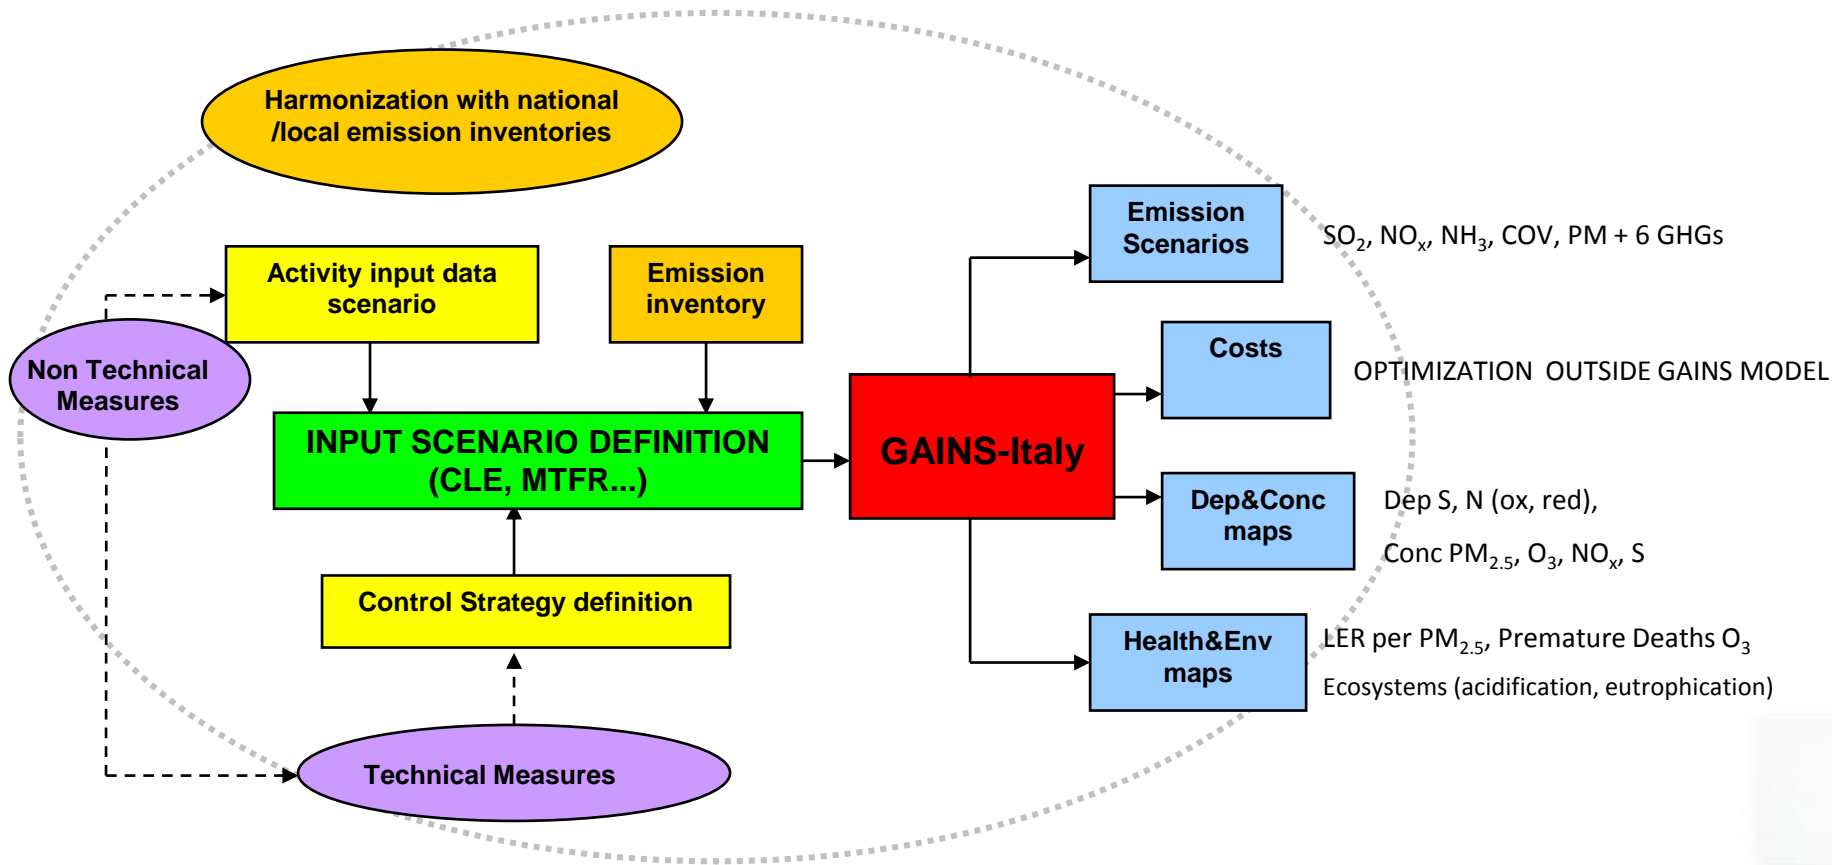 Harmonization with national
/local emission inventories
Emission
Scenarios
SO₂, NOₓ, NH₃, COV, PM + 6 GHGs
Activity input data
scenario
Emission
inventory
Non Technical
Measures
Costs
OPTIMIZATION OUTSIDE GAINS MODEL
INPUT SCENARIO DEFINITION
(CLE, MTFR...)
GAINS-Italy
Dep&Conc
maps
Dep S, N (ox, red),
Conc PM₂.₅, O₃, NOₓ, S
Control Strategy definition
Health&Env
maps
LER per PM₂.₅, Premature Deaths O₃
Ecosystems (acidification, eutrophication)
Technical Measures